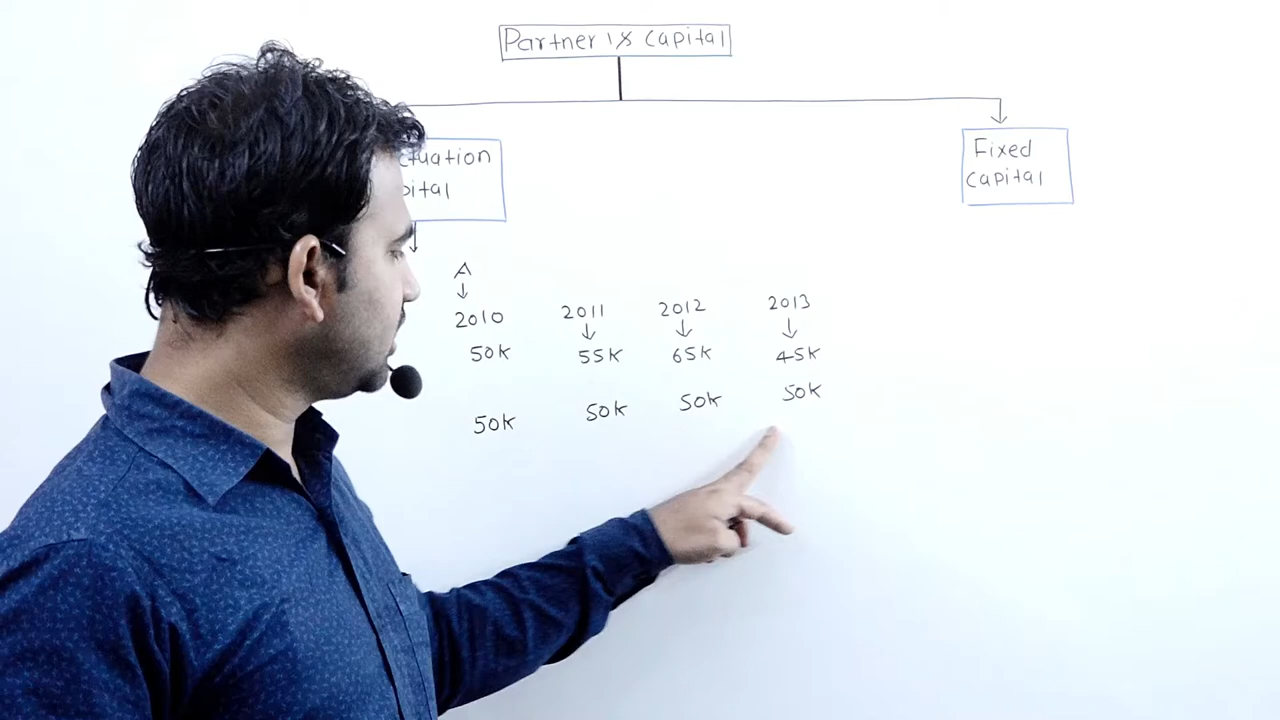 Partner's capital
Fixed
capital
A
2010 2011 2012 2013
50K 55K 65K 45K
50K 50K 50K 50K